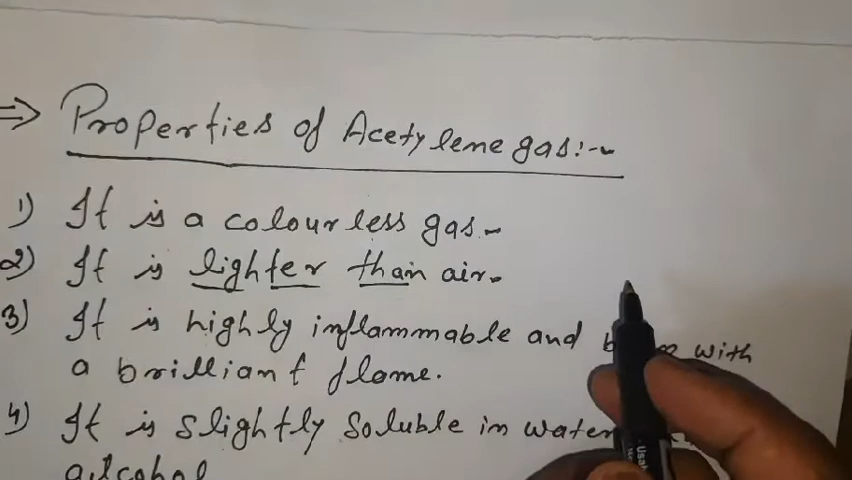 ⇒ Properties of Acetylene gas:-
1) It is a colourless gas.
2) It is lighter than air.
3) It is highly inflammable and with
a brilliant flame.
4) It is slightly soluble in water
alcohol